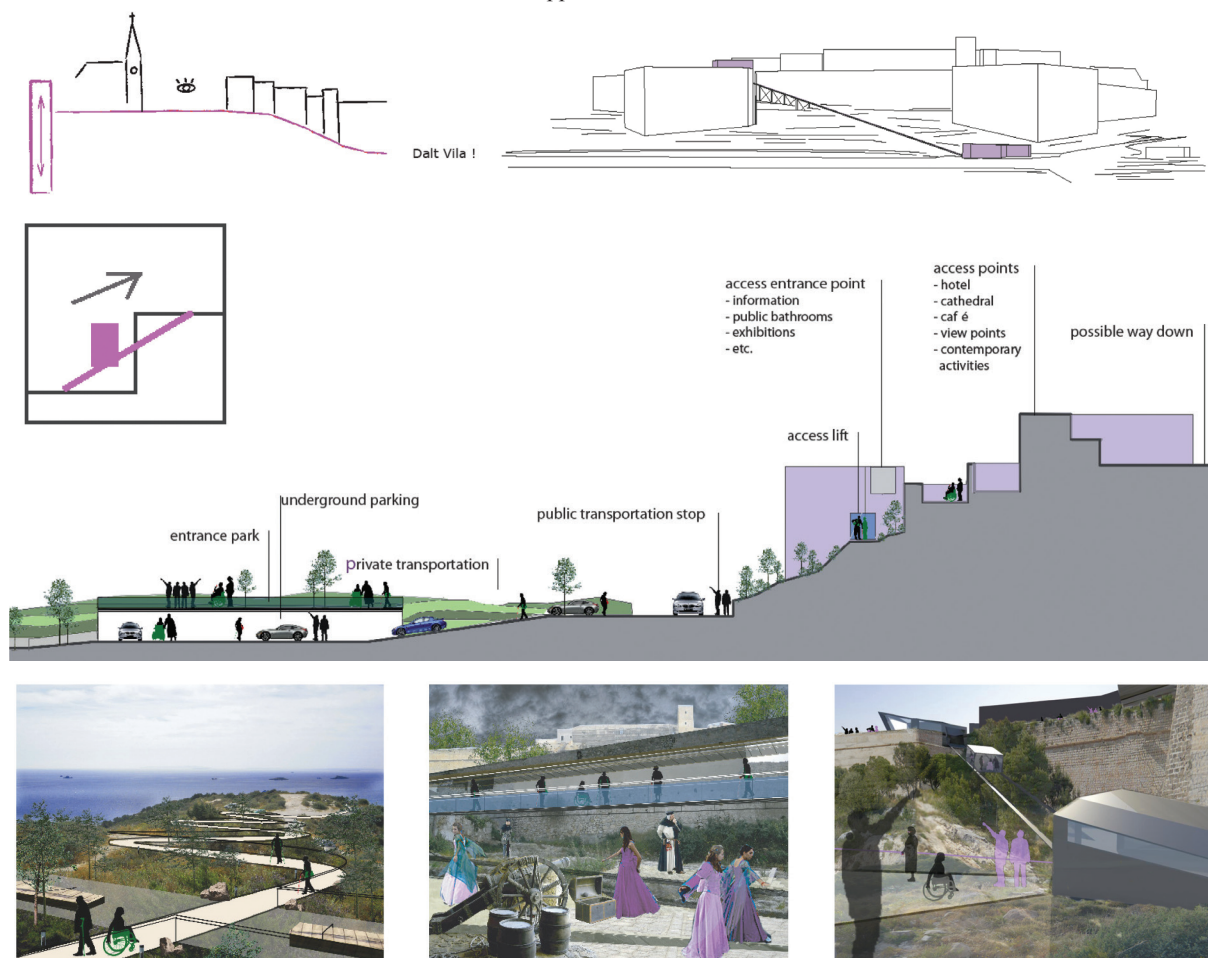 Dalt Vila !
access entrance point
- information
- public bathrooms
- exhibitions
- etc.
access points
- hotel
- cathedral
- caf é
- view points
- contemporary
activities
possible way down
access lift
underground parking
public transportation stop
entrance park
private transportation